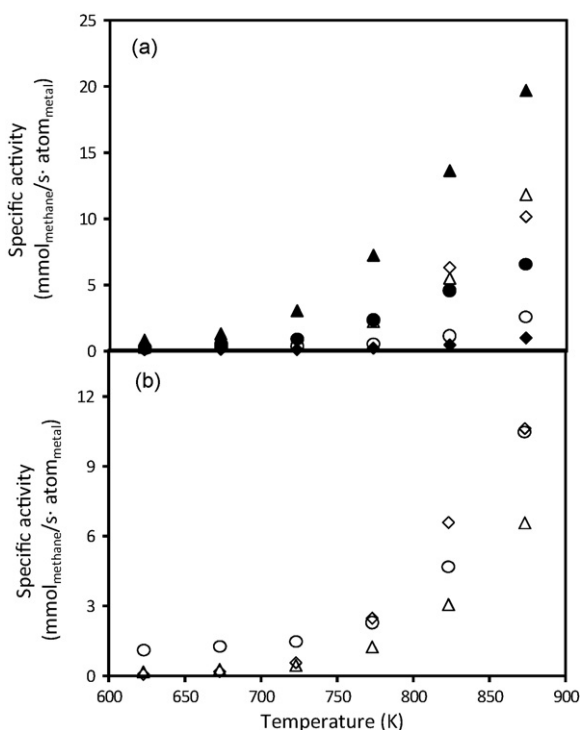 25
(a)
20
15
10
5
0
Specific activity
(mmolmethane/s· atommetal)
12
(b)
9
6
3
0
Specific activity
(mmolmethane/s· atommetal)
600 650 700 750 800 850 900
Temperature (K)